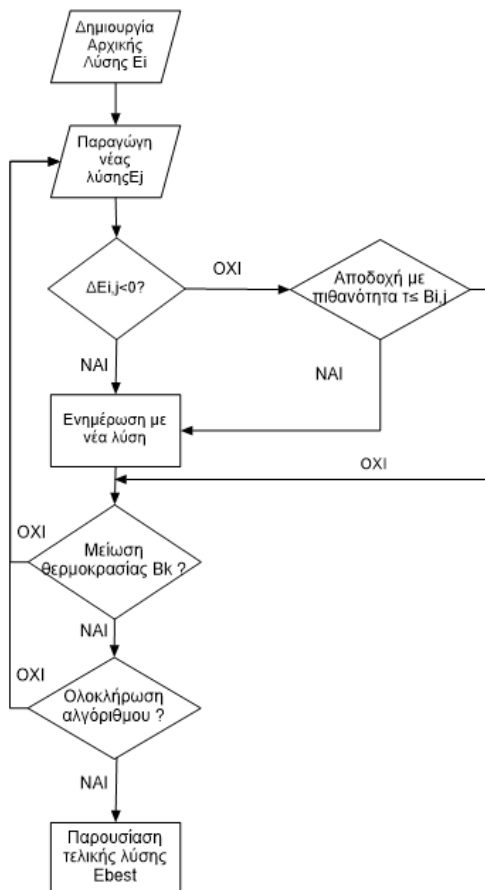 Δημιουργία
Αρχικής
Λύσης Ei
Παραγώγη
νέας
λύσηςEj
ΔEi,j<0?
ΟΧΙ
Αποδοχή με
πιθανότητα τ≤ Bi,j
ΝΑΙ
ΝΑΙ
Ενημέρωση με
νέα λύση
ΟΧΙ
ΟΧΙ
Μείωση
θερμοκρασίας Bk ?
ΝΑΙ
ΟΧΙ
Ολοκλήρωση
αλγόριθμου ?
ΝΑΙ
Παρουσίαση
τελικής λύσης
Ebest